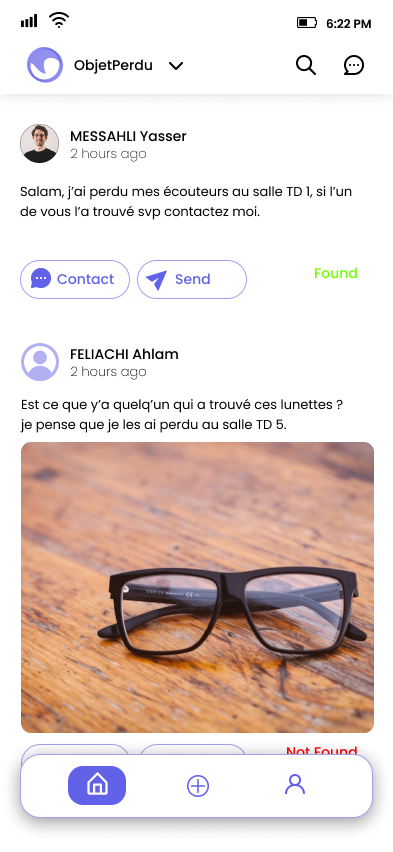 6:22 PM
ObjetPerdu
MESSAHLI Yasser
2 hours ago
Salam, j’ai perdu mes écouteurs au salle TD 1, si l’un
de vous l’a trouvé svp contactez moi.
Contact
Send
Found
FELIACHI Ahlam
2 hours ago
Est ce que y’a quelq’un qui a trouvé ces lunettes ?
je pense que je les ai perdu au salle TD 5.
Not Found